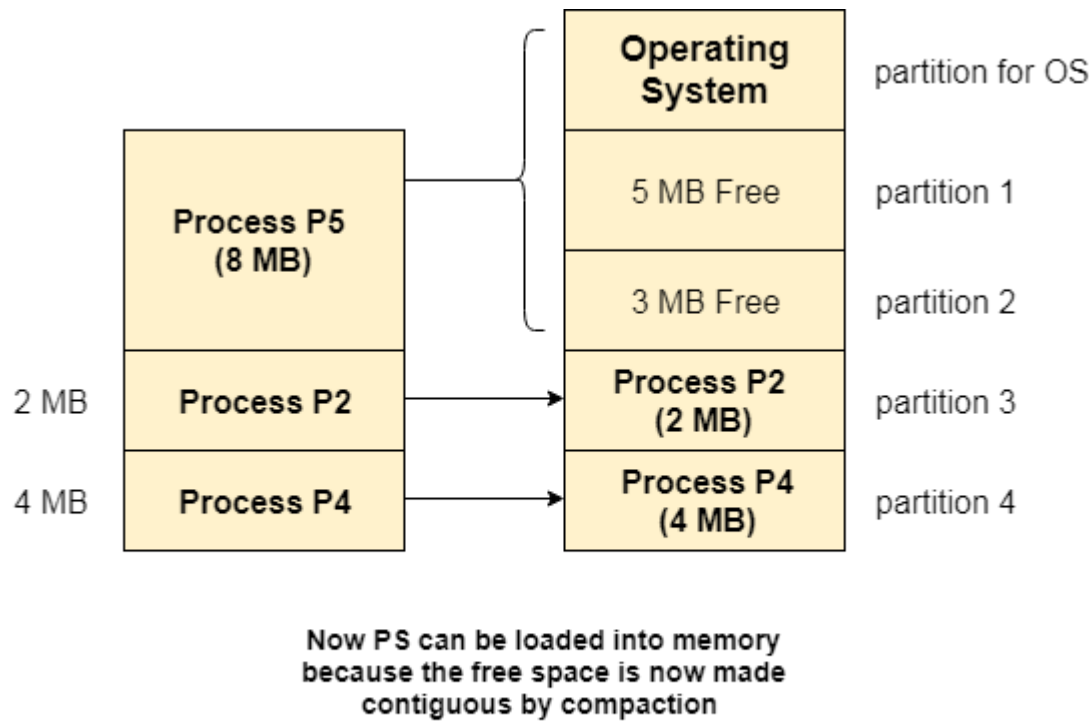 Operating
System
partition for OS
Process P5
(8 MB)
5 MB Free
partition 1
3 MB Free
partition 2
2 MB
Process P2
Process P2
(2 MB)
partition 3
4 MB
Process P4
Process P4
(4 MB)
partition 4
Now PS can be loaded into memory
because the free space is now made
contiguous by compaction